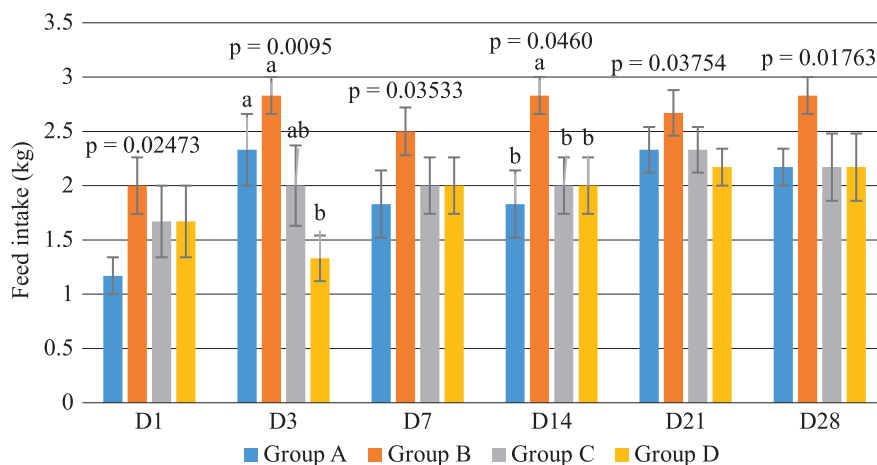 3.5
p = 0.0095
p = 0.0460
3
a
a
p = 0.01763
p = 0.03754
p = 0.03533
a
2.5
ab
p = 0.02473
b
b
b
2
b
1.5
1
0.5
0
Feed intake (kg)
D1
D3
D7
D14
D21
D28
Group A
Group B
Group C
Group D